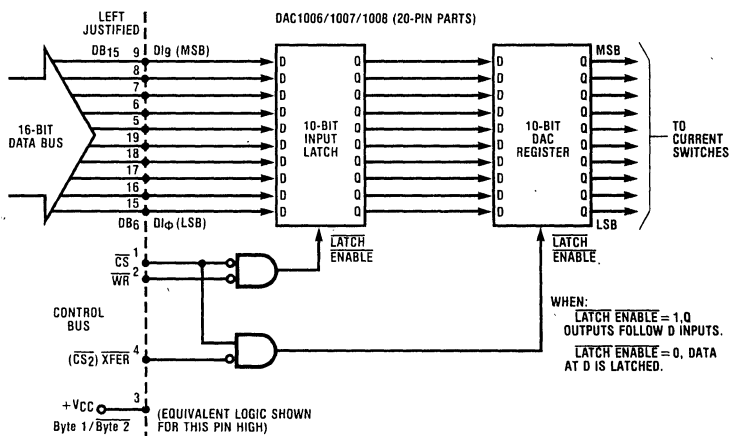 LEFT
JUSTIFIED
DAC1006/1007/1008 (20-PIN PARTS)
DB15 9 DI9 (MSB)
8
7
6
5
19
18
17
16
15
DB6 DIΦ (LSB)
16-BIT
DATA BUS
D Q
D Q
D Q
D Q
D Q
D Q
D Q
D Q
D Q
D Q
10-BIT
INPUT
LATCH
D Q
D Q
D Q
D Q
D Q
D Q
D Q
D Q
D Q
D Q
10-BIT
DAC
REGISTER
MSB
LSB
TO
CURRENT
SWITCHES
LATCH
ENABLE
LATCH
ENABLE.
CS 1
WR 2
CONTROL
BUS
(CS2) XFER 4
+VCC 3
Byte 1/Byte 2
(EQUIVALENT LOGIC SHOWN
FOR THIS PIN HIGH)
WHEN:
LATCH ENABLE = 1, Q
OUTPUTS FOLLOW D INPUTS.
LATCH ENABLE = 0, DATA
AT D IS LATCHED.